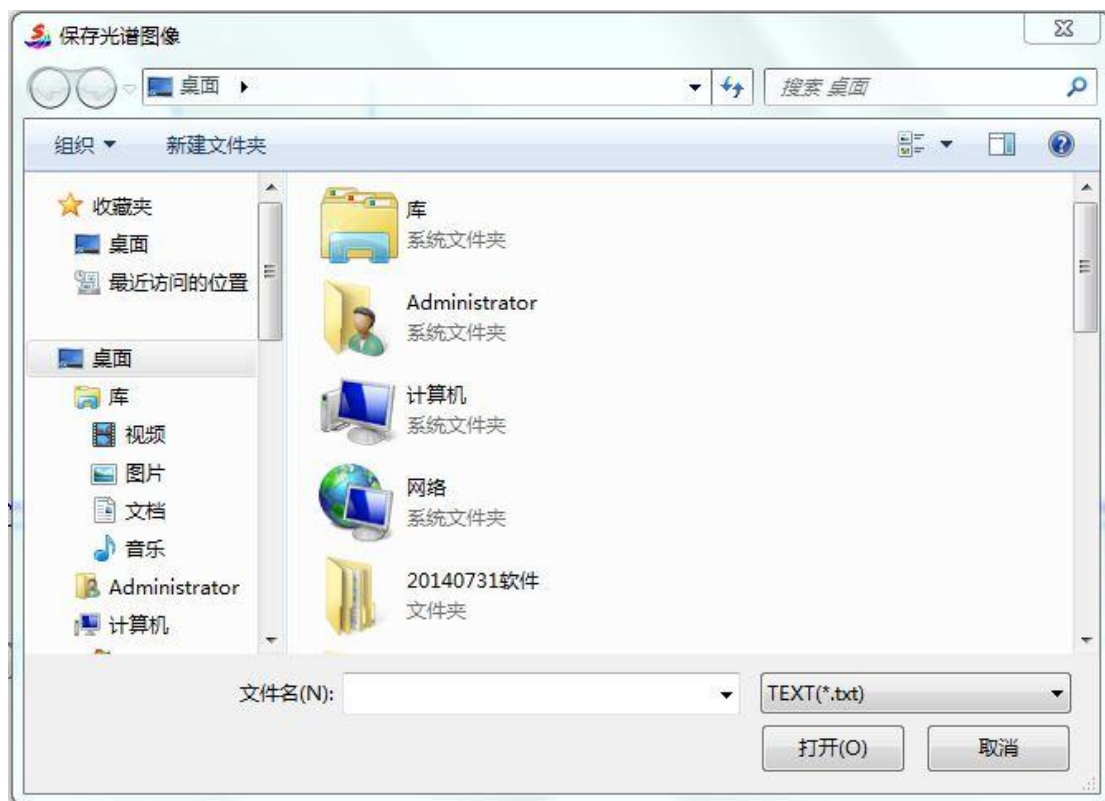 保存光谱图像
桌面
搜索 桌面
组织
新建文件夹
收藏夹
桌面
最近访问的位置
桌面
库
视频
图片
文档
音乐
Administrator
计算机
库
系统文件夹
Administrator
系统文件夹
计算机
系统文件夹
网络
系统文件夹
20140731软件
文件夹
文件名(N):
TEXT(*.txt)
打开(O)
取消